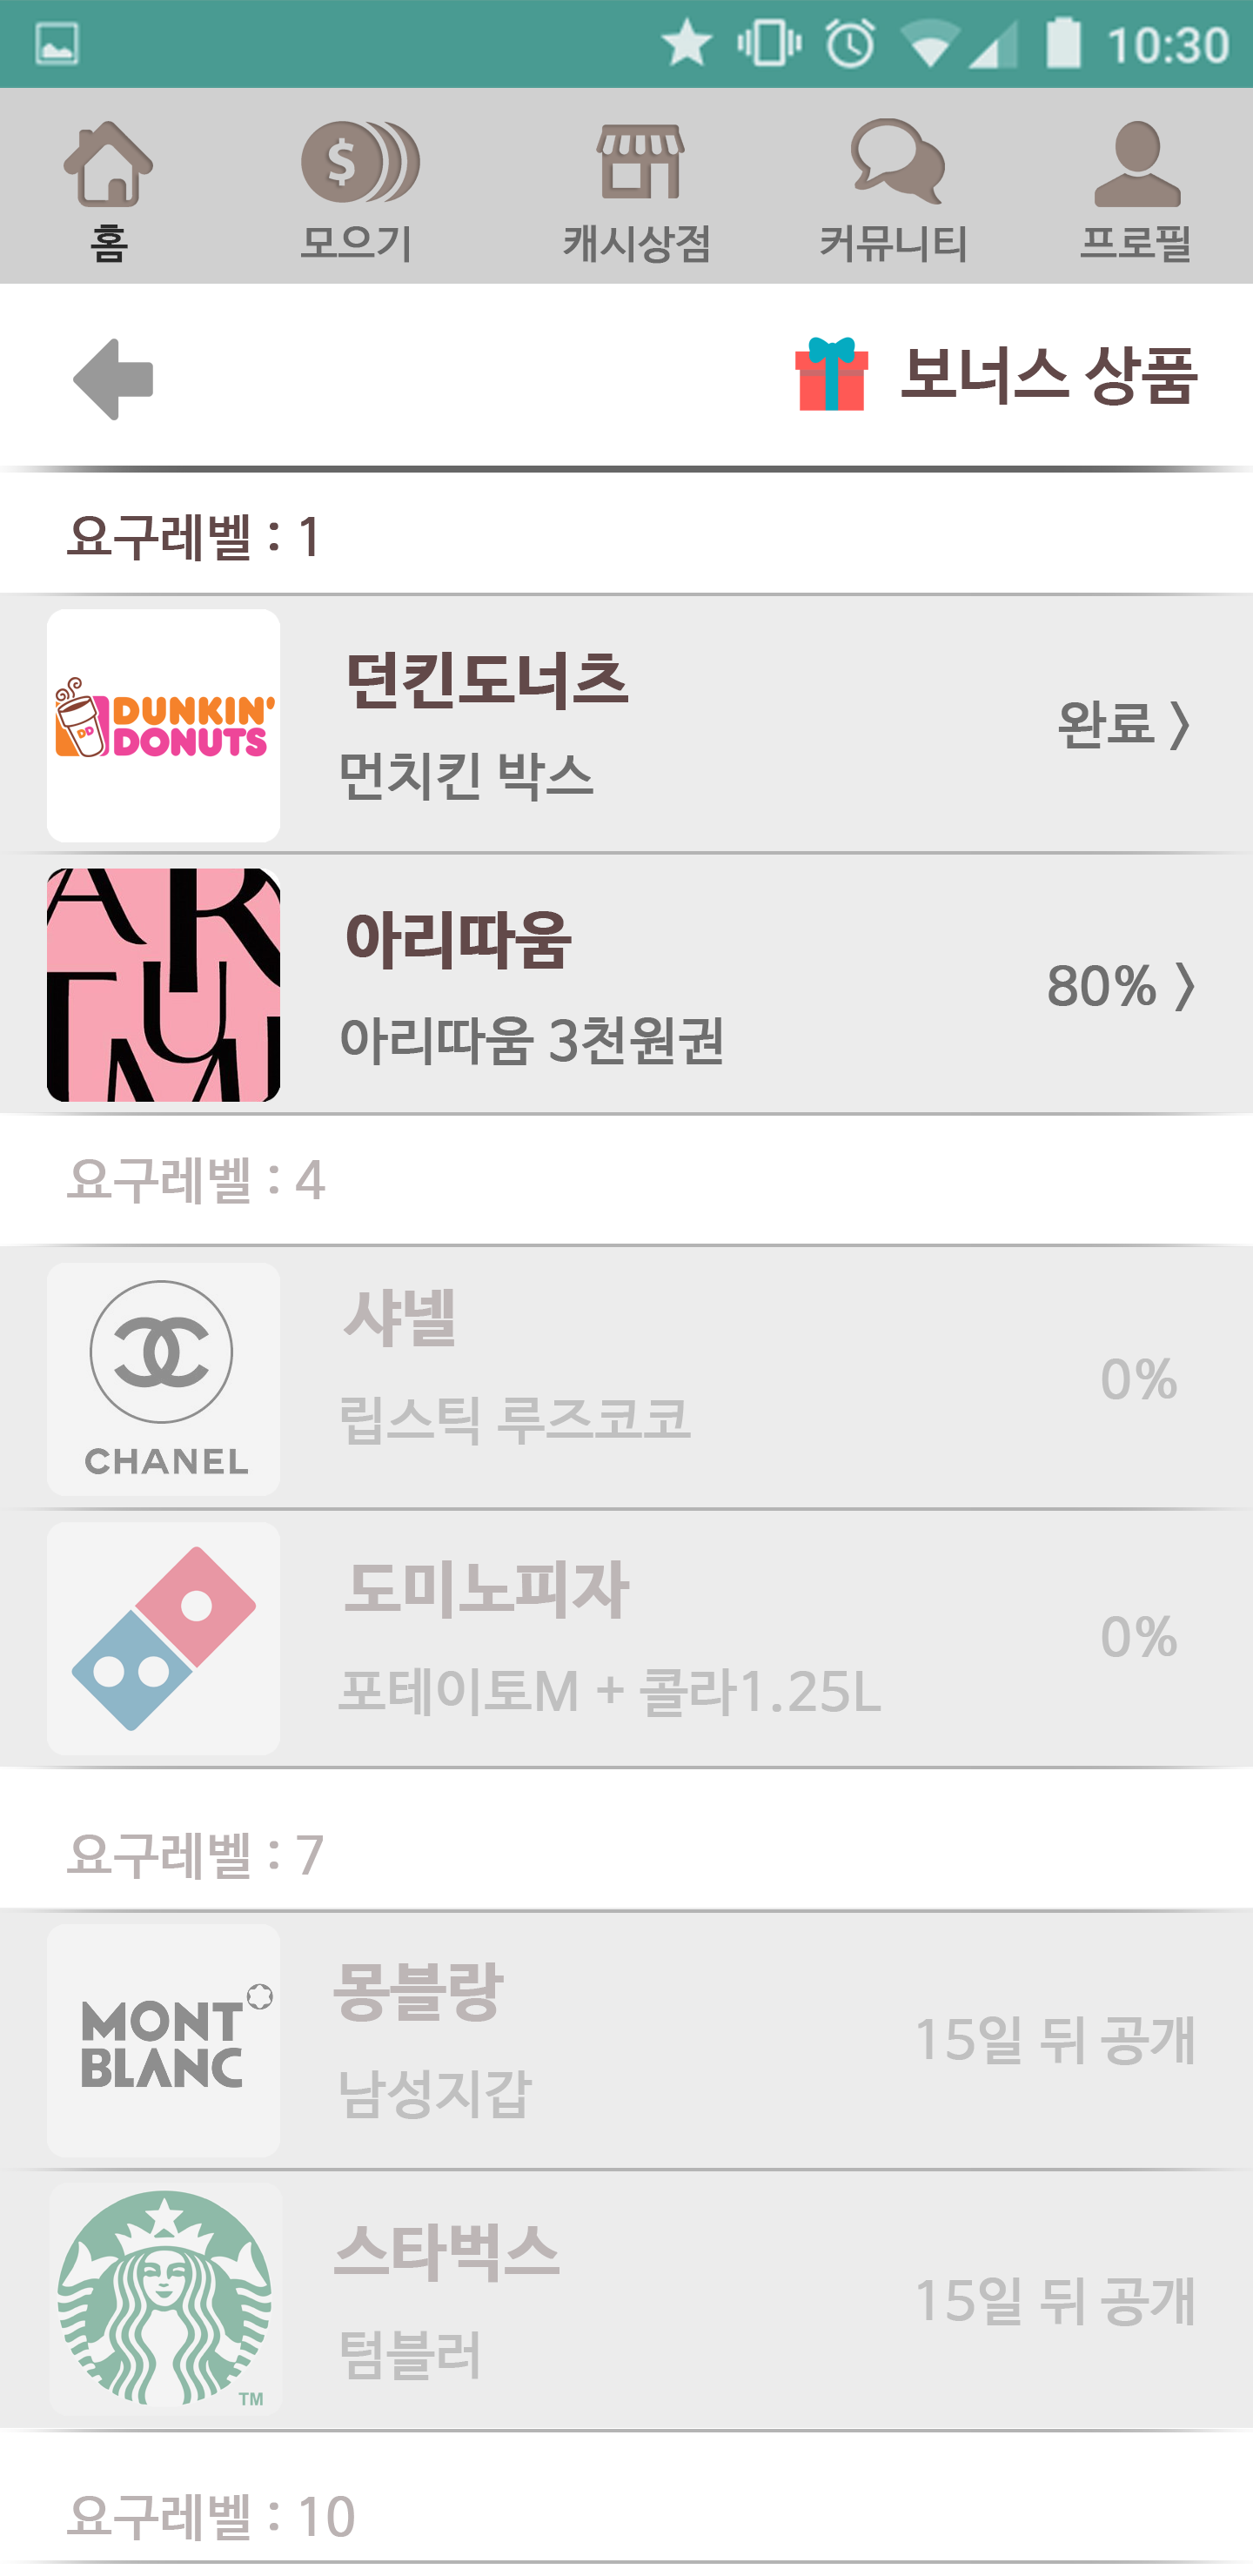 10:30
홈 모으기 캐시상점 커뮤니티 프로필
보너스 상품
요구레벨 : 1
DUNKIN'
DONUTS
던킨도너츠
먼치킨 박스
완료 〉
AR
TUM
아리따움
아리따움 3천원권
80% 〉
요구레벨 : 4
CHANEL
샤넬
립스틱 루즈코코
0%
도미노피자
포테이토M + 콜라1.25L
0%
요구레벨 : 7
MONT
BLANC
몽블랑
남성지갑
15일 뒤 공개
TM
스타벅스
텀블러
15일 뒤 공개
요구레벨 : 10